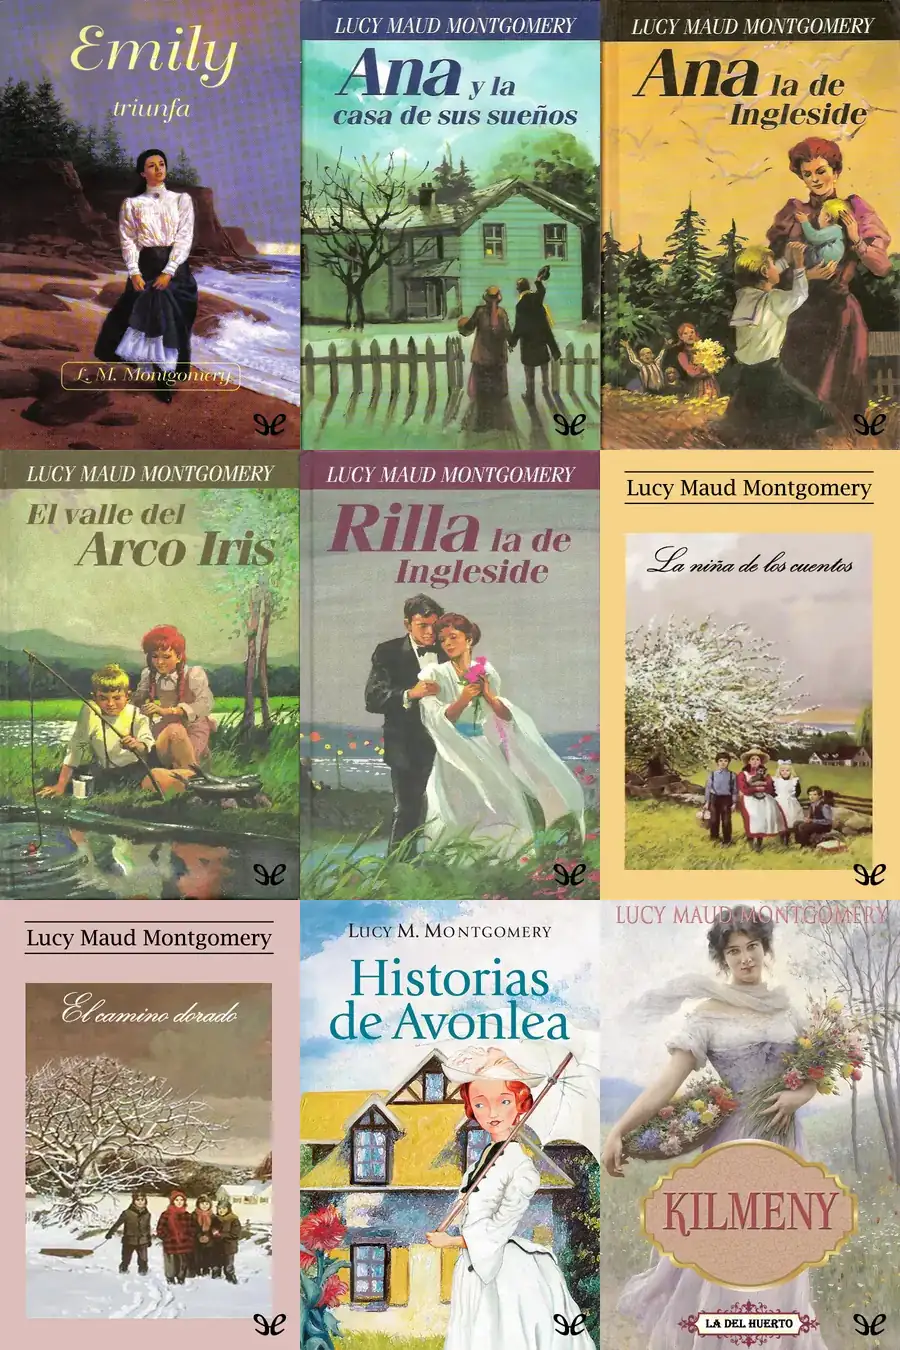 Emily
triunfa
L. M. Montgomery
LUCY MAUD MONTGOMERY
Ana y la
casa de sus sueños
LUCY MAUD MONTGOMERY
Ana la de
Ingleside
LUCY MAUD MONTGOMERY
El valle del
Arco Iris
LUCY MAUD MONTGOMERY
Rilla la de
Ingleside
Lucy Maud Montgomery
La niña de los cuentos
Lucy Maud Montgomery
El camino dorado
LUCY M. MONTGOMERY
Historias
de Avonlea
LUCY MAUD MONTGOMERY
KILMENY
LA DEL HUERTO